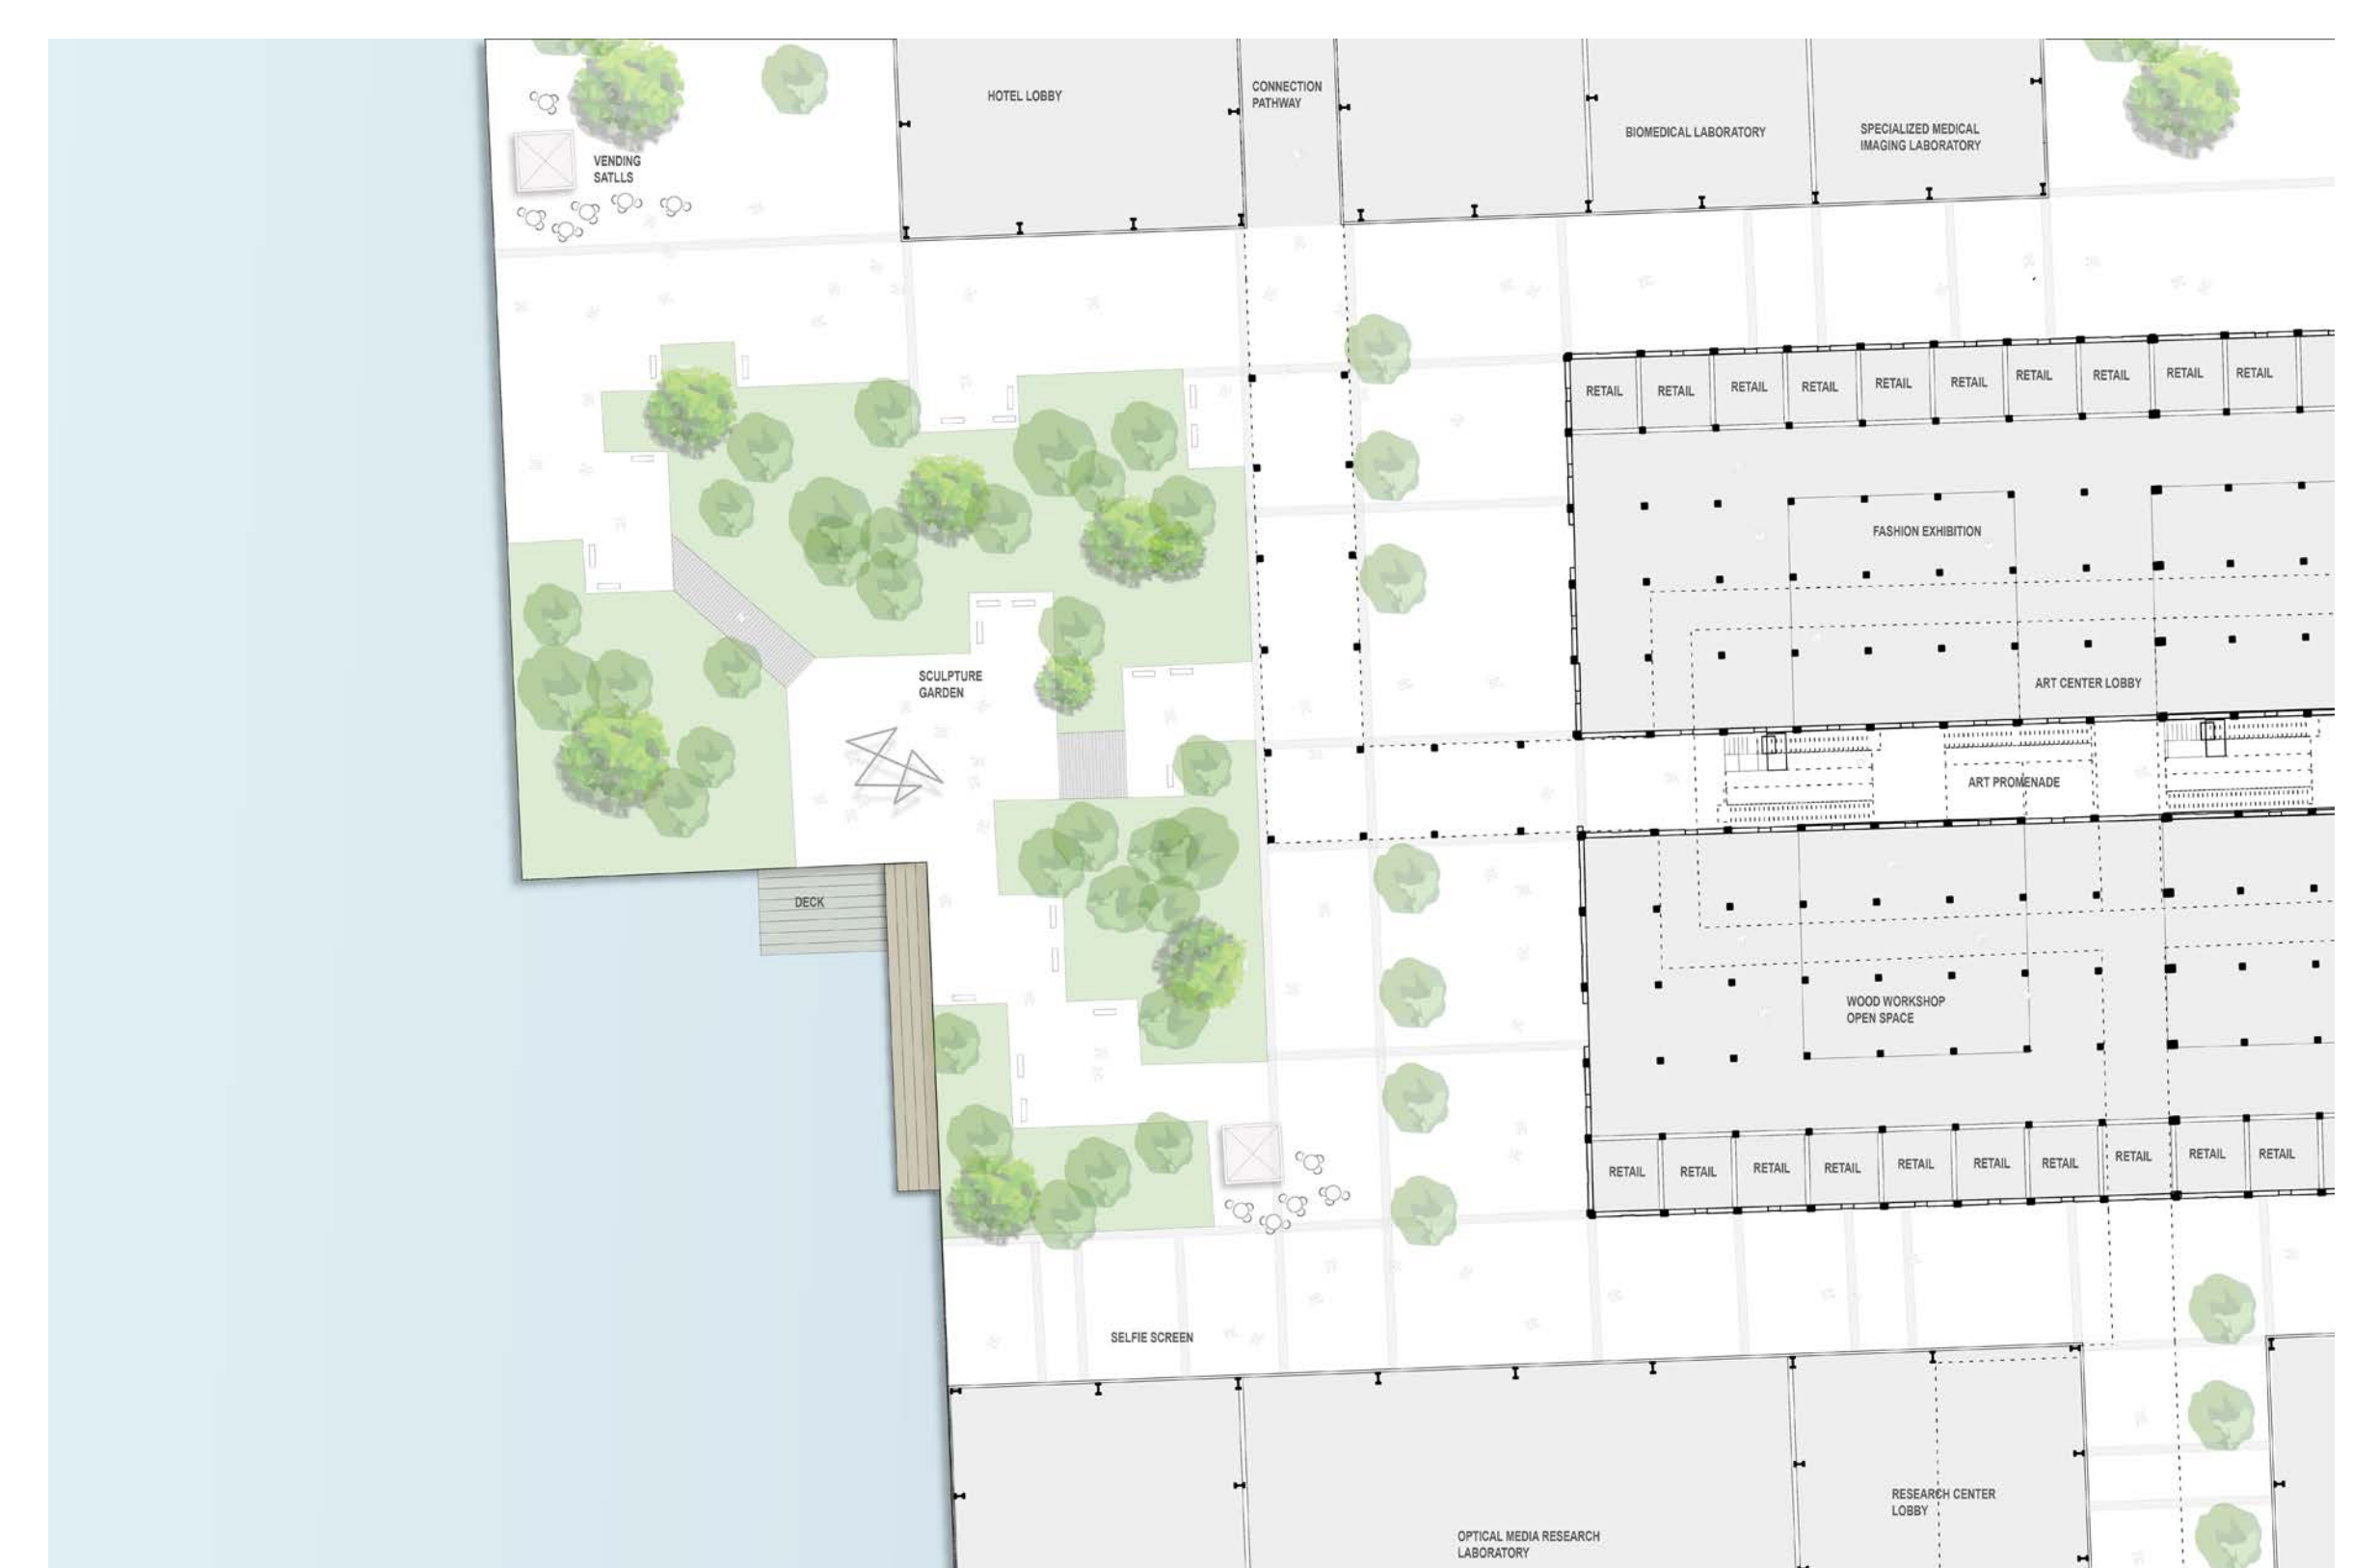 HOTEL LOBBY
CONNECTION
PATHWAY
BIOMEDICAL LABORATORY
SPECIALIZED MEDICAL
IMAGING LABORATORY
VENDING
SATLLS
RETAIL
RETAIL
RETAIL
RETAIL
RETAIL
RETAIL
RETAIL
RETAIL
RETAIL
RETAIL
FASHION EXHIBITION
SCULPTURE
GARDEN
ART CENTER LOBBY
ART PROMENADE
DECK
WOOD WORKSHOP
OPEN SPACE
RETAIL
RETAIL
RETAIL
RETAIL
RETAIL
RETAIL
RETAIL
RETAIL
RETAIL
RETAIL
SELFIE SCREEN
RESEARCH CENTER
LOBBY
OPTICAL MEDIA RESEARCH
LABORATORY